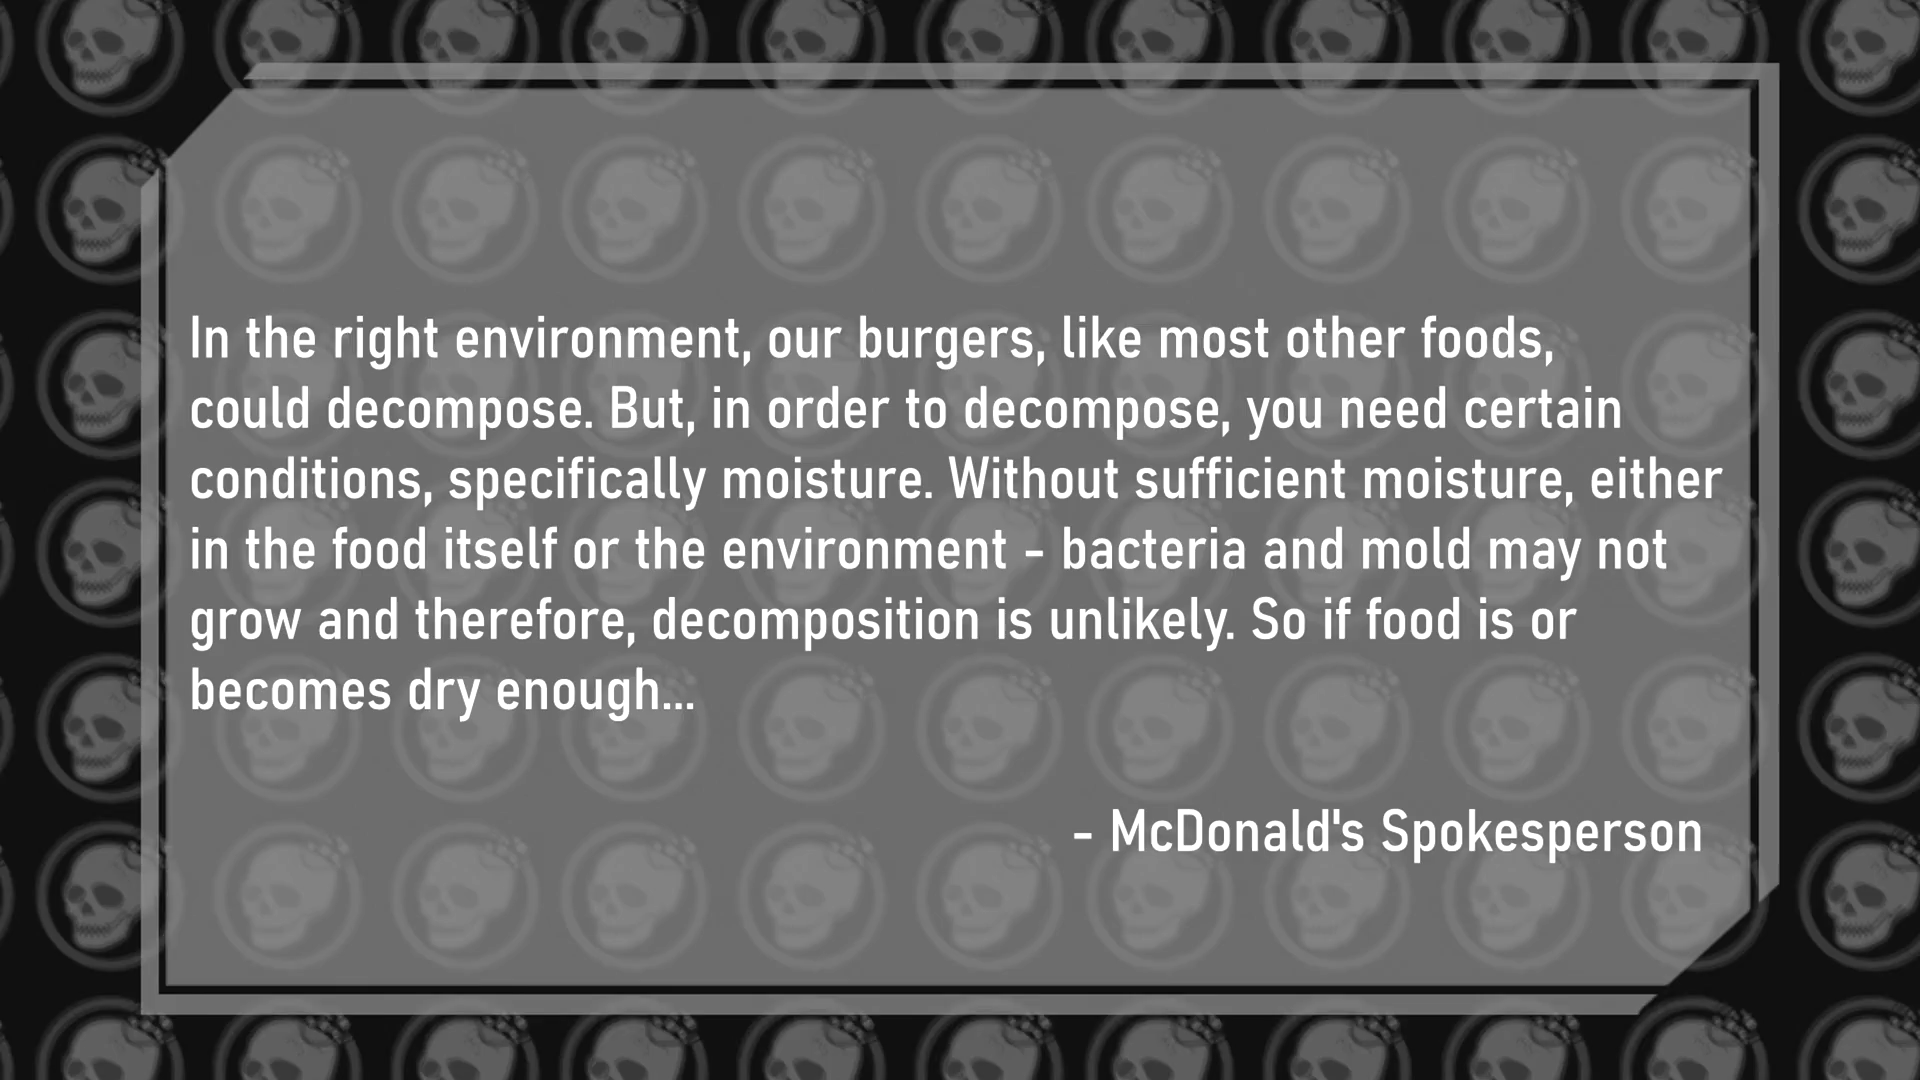 In the right environment, our burgers, like most other foods,
could decompose. But, in order to decompose, you need certain
conditions, specifically moisture. Without sufficient moisture, either
in the food itself or the environment - bacteria and mold may not
grow and therefore, decomposition is unlikely. So if food is or
becomes dry enough...
- McDonald's Spokesperson